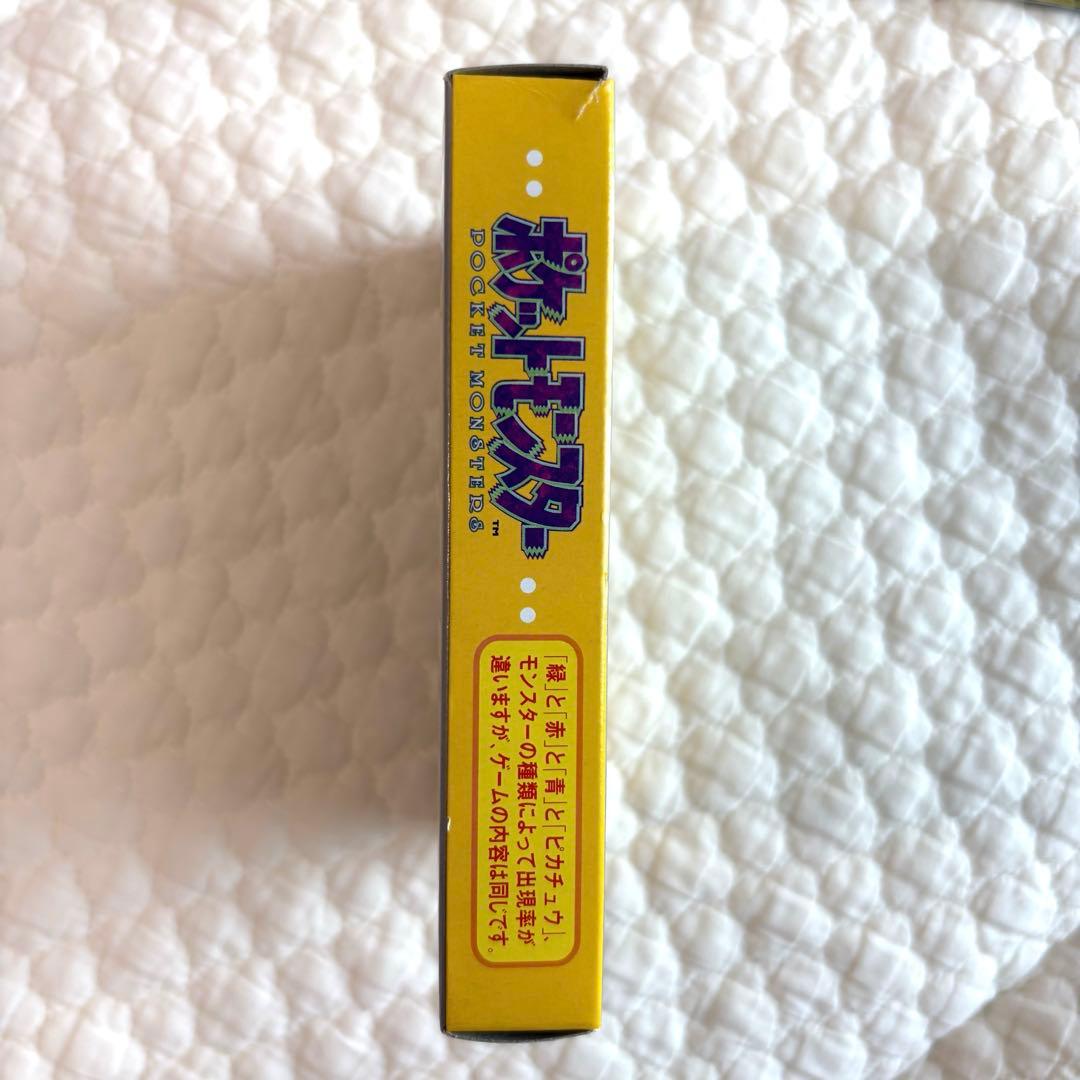 ポケットモンスター
POCKET MONSTERS™
「緑」と「赤」と「青」と「ピカチュウ」、
モンスターの種類によって出現率が
違いますが、ゲームの内容は同じです。